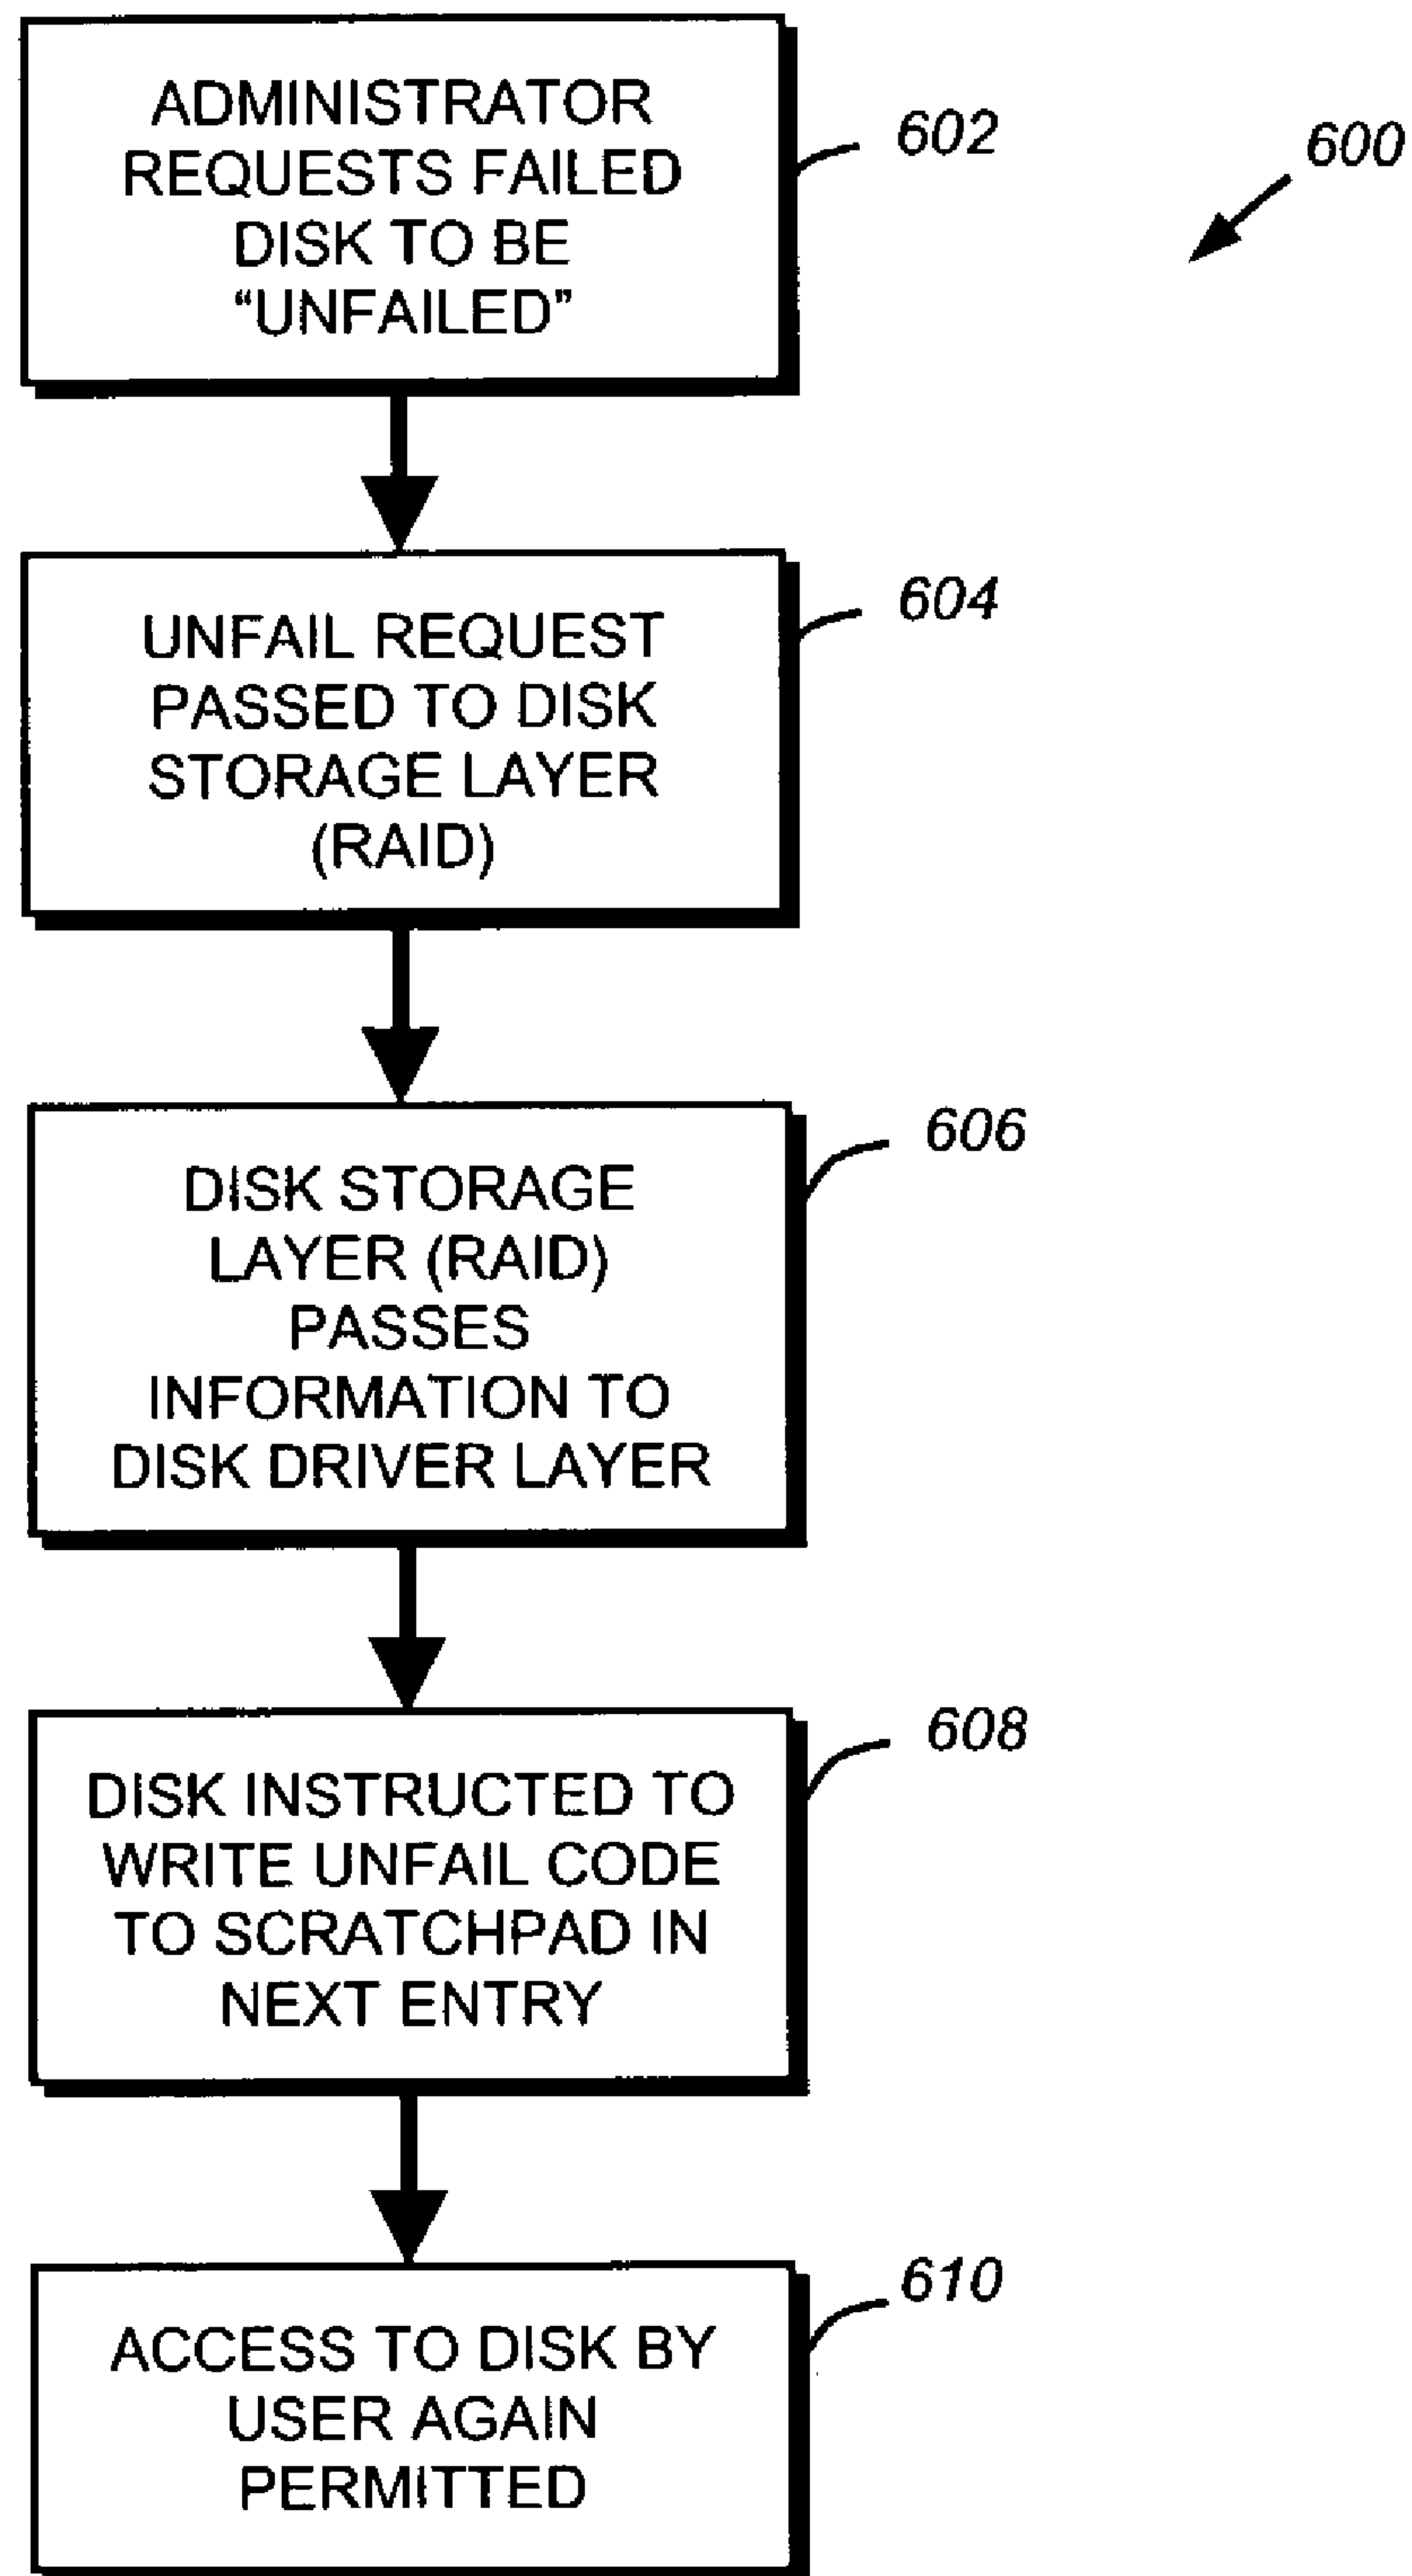 ADMINISTRATOR
REQUESTS FAILED
DISK TO BE
“UNFAILED”
602
600
UNFAIL REQUEST
PASSED TO DISK
STORAGE LAYER
(RAID)
604
DISK STORAGE
LAYER (RAID)
PASSES
INFORMATION TO
DISK DRIVER LAYER
606
DISK INSTRUCTED TO
WRITE UNFAIL CODE
TO SCRATCHPAD IN
NEXT ENTRY
608
ACCESS TO DISK BY
USER AGAIN
PERMITTED
610